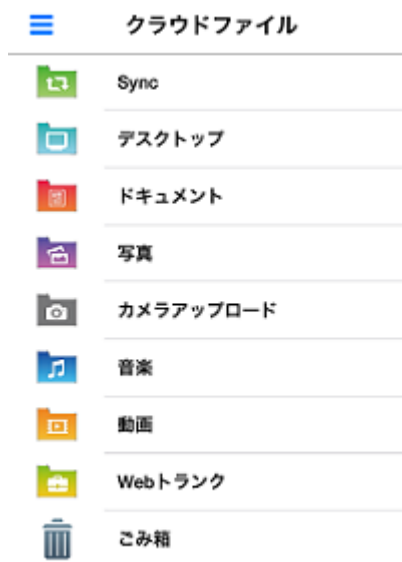 クラウドファイル
Sync
デスクトップ
ドキュメント
写真
カメラアップロード
音楽
動画
Webトランク
ごみ箱